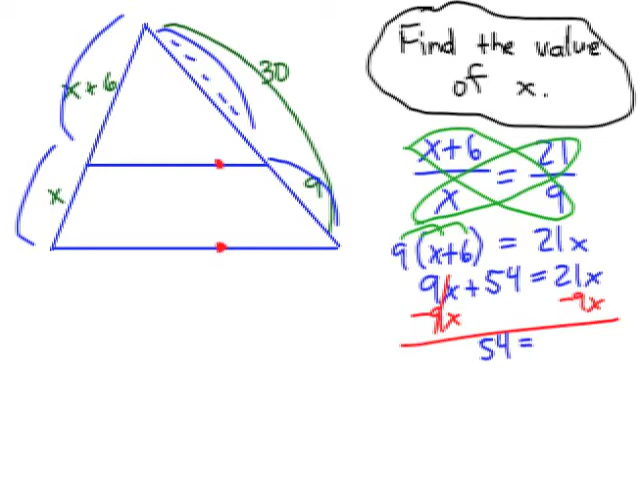 Find the value
of x.
30
x+6
x
9
x+6/x = 21/9
9(x+6) = 21x
9x+54=21x
-9x -9x
54=